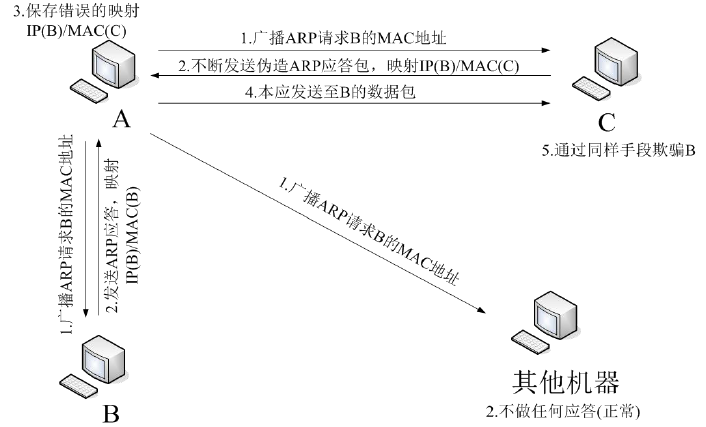 3.保存错误的映射
IP(B)/MAC(C)
1.广播ARP请求B的MAC地址
2.不断发送伪造ARP应答包，映射IP(B)/MAC(C)
4.本应发送至B的数据包
A
C
5.通过同样手段欺骗B
1.广播ARP请求B的MAC地址
2.发送ARP应答，映射
IP(B)/MAC(B)
1.广播ARP请求B的MAC地址
B
其他机器
2.不做任何应答(正常)